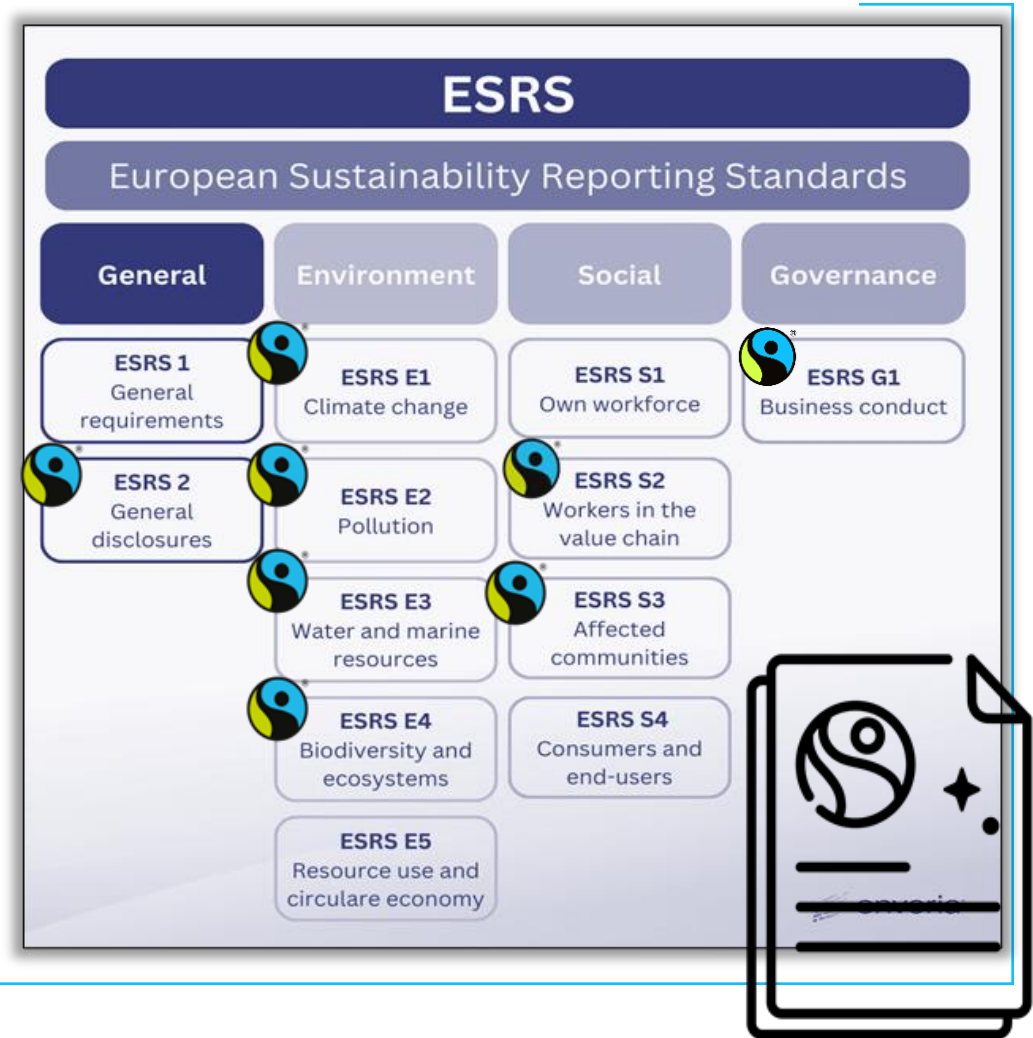 ESRS
European Sustainability Reporting Standards
General
Environment
Social
Governance
ESRS 1
General
requirements
ESRS 2
General
disclosures
ESRS E1
Climate change
ESRS E2
Pollution
ESRS E3
Water and marine
resources
ESRS E4
Biodiversity and
ecosystems
ESRS E5
Resource use and
circulare economy
ESRS S1
Own workforce
ESRS S2
Workers in the
value chain
ESRS S3
Affected
communities
ESRS S4
Consumers and
end-users
ESRS G1
Business conduct